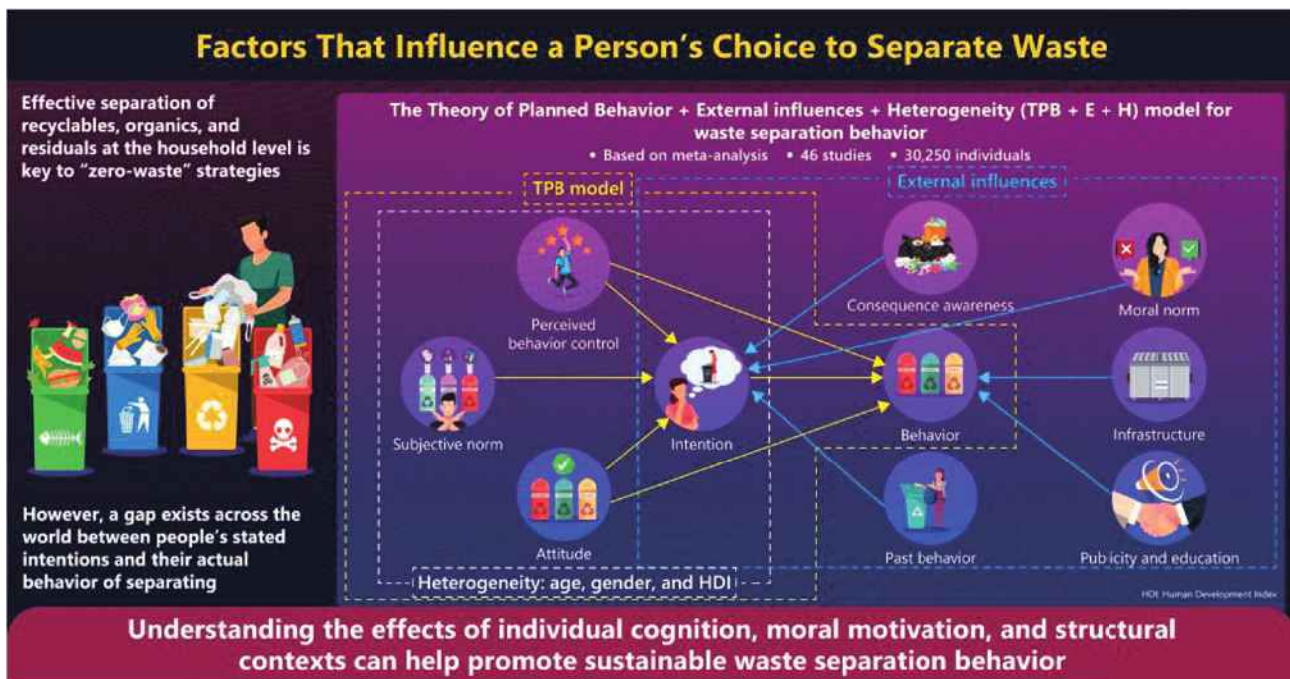 Factors That Influence a Person's Choice to Separate Waste
Effective separation of
recyclables, organics, and
residuals at the household level is
key to "zero-waste" strategies
However, a gap exists across the
world between people's stated
intentions and their actual
behavior of separating
The Theory of Planned Behavior + External influences + Heterogeneity (TPB + E + H) model for
waste separation behavior
• Based on meta-analysis • 46 studies • 30,250 individuals
TPB model
External influences
Perceived
behavior control
Consequence awareness
Moral norm
Subjective norm
Intention
Behavior
Infrastructure
Attitude
Past behavior
Pubicity and education
Heterogeneity: age, gender, and HDI
HDI: Human Development Index
Understanding the effects of individual cognition, moral motivation, and structural
contexts can help promote sustainable waste separation behavior